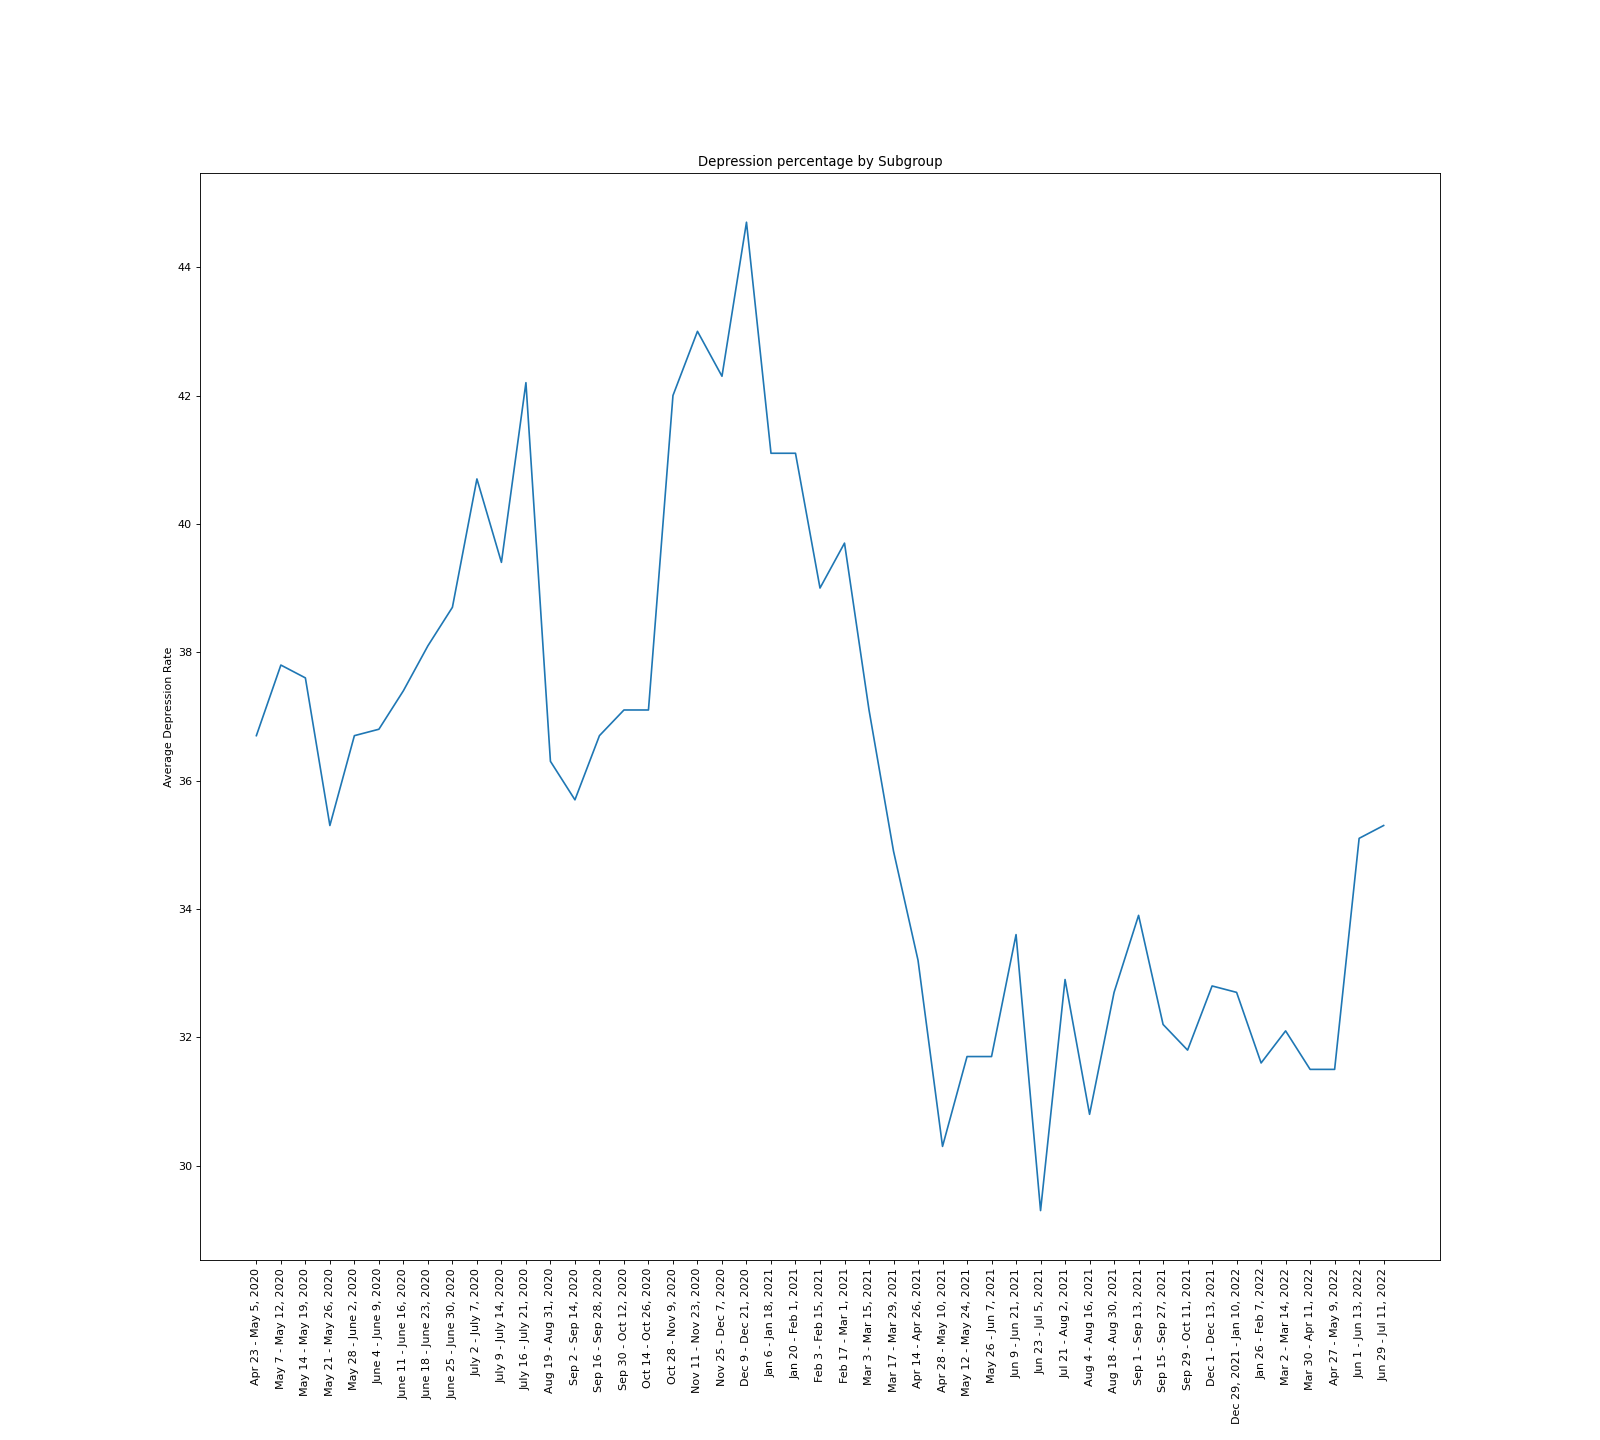 Depression percentage by Subgroup
Average Depression Rate
44
42
40
38
36
34
32
30
Apr 23 - May 5, 2020
May 7 - May 12, 2020
May 14 - May 19, 2020
May 21 - May 26, 2020
May 28 - June 2, 2020
June 4 - June 9, 2020
June 11 - June 16, 2020
June 18 - June 23, 2020
June 25 - June 30, 2020
July 2 - July 7, 2020
July 9 - July 14, 2020
July 16 - July 21, 2020
Aug 19 - Aug 31, 2020
Sep 2 - Sep 14, 2020
Sep 16 - Sep 28, 2020
Sep 30 - Oct 12, 2020
Oct 14 - Oct 26, 2020
Oct 28 - Nov 9, 2020
Nov 11 - Nov 23, 2020
Nov 25 - Dec 7, 2020
Dec 9 - Dec 21, 2020
Jan 6 - Jan 18, 2021
Jan 20 - Feb 1, 2021
Feb 3 - Feb 15, 2021
Feb 17 - Mar 1, 2021
Mar 3 - Mar 15, 2021
Mar 17 - Mar 29, 2021
Apr 14 - Apr 26, 2021
Apr 28 - May 10, 2021
May 12 - May 24, 2021
May 26 - Jun 7, 2021
Jun 9 - Jun 21, 2021
Jun 23 - Jul 5, 2021
Jul 21 - Aug 2, 2021
Aug 4 - Aug 16, 2021
Aug 18 - Aug 30, 2021
Sep 1 - Sep 13, 2021
Sep 15 - Sep 27, 2021
Sep 29 - Oct 11, 2021
Dec 1 - Dec 13, 2021
Dec 29, 2021 - Jan 10, 2022
Jan 26 - Feb 7, 2022
Mar 2 - Mar 14, 2022
Mar 30 - Apr 11, 2022
Apr 27 - May 9, 2022
Jun 1 - Jun 13, 2022
Jun 29 - Jul 11, 2022